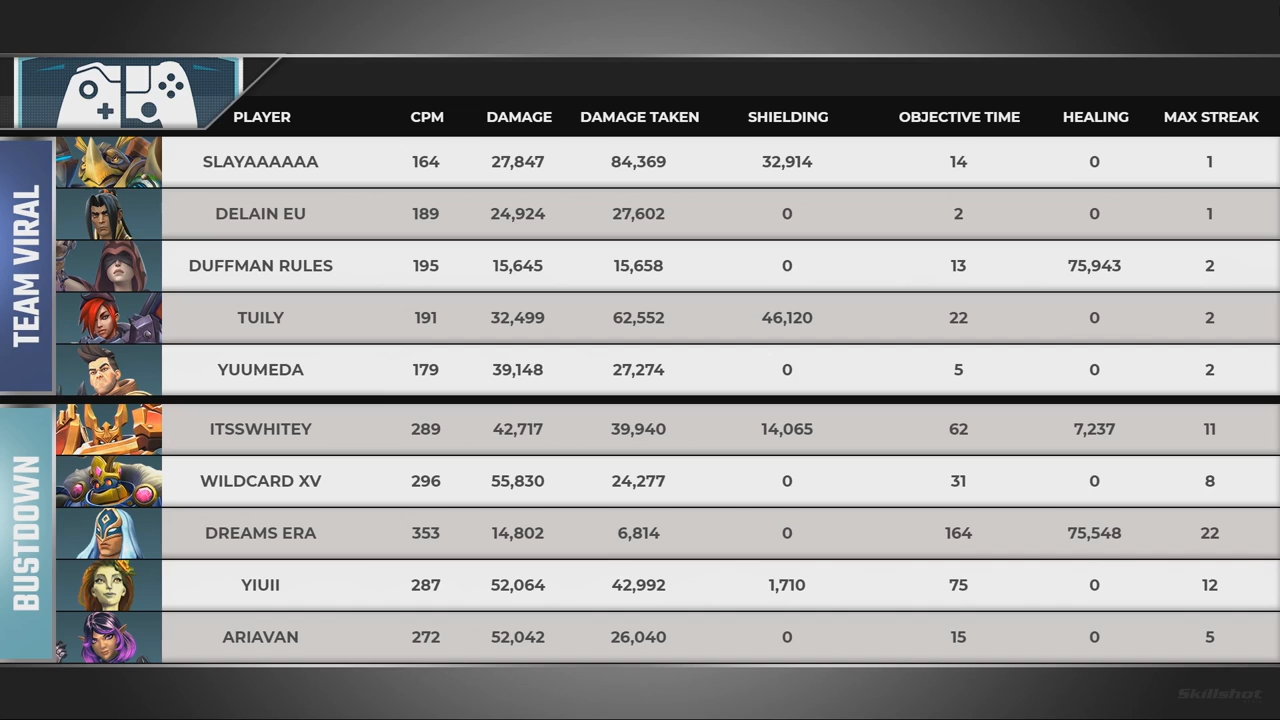 PLAYER CPM DAMAGE DAMAGE TAKEN SHIELDING OBJECTIVE TIME HEALING MAX STREAK
TEAM VIRAL
SLAYAAAAAA 164 27,847 84,369 32,914 14 0 1
DELAIN EU 189 24,924 27,602 0 2 0 1
DUFFMAN RULES 195 15,645 15,658 0 13 75,943 2
TUILY 191 32,499 62,552 46,120 22 0 2
YUUMEDA 179 39,148 27,274 0 5 0 2
BUSTDOWN
ITSSWHITEY 289 42,717 39,940 14,065 62 7,237 11
WILDCARD XV 296 55,830 24,277 0 31 0 8
DREAMS ERA 353 14,802 6,814 0 164 75,548 22
YIUII 287 52,064 42,992 1,710 75 0 12
ARIAVAN 272 52,042 26,040 0 15 0 5
Skillshot